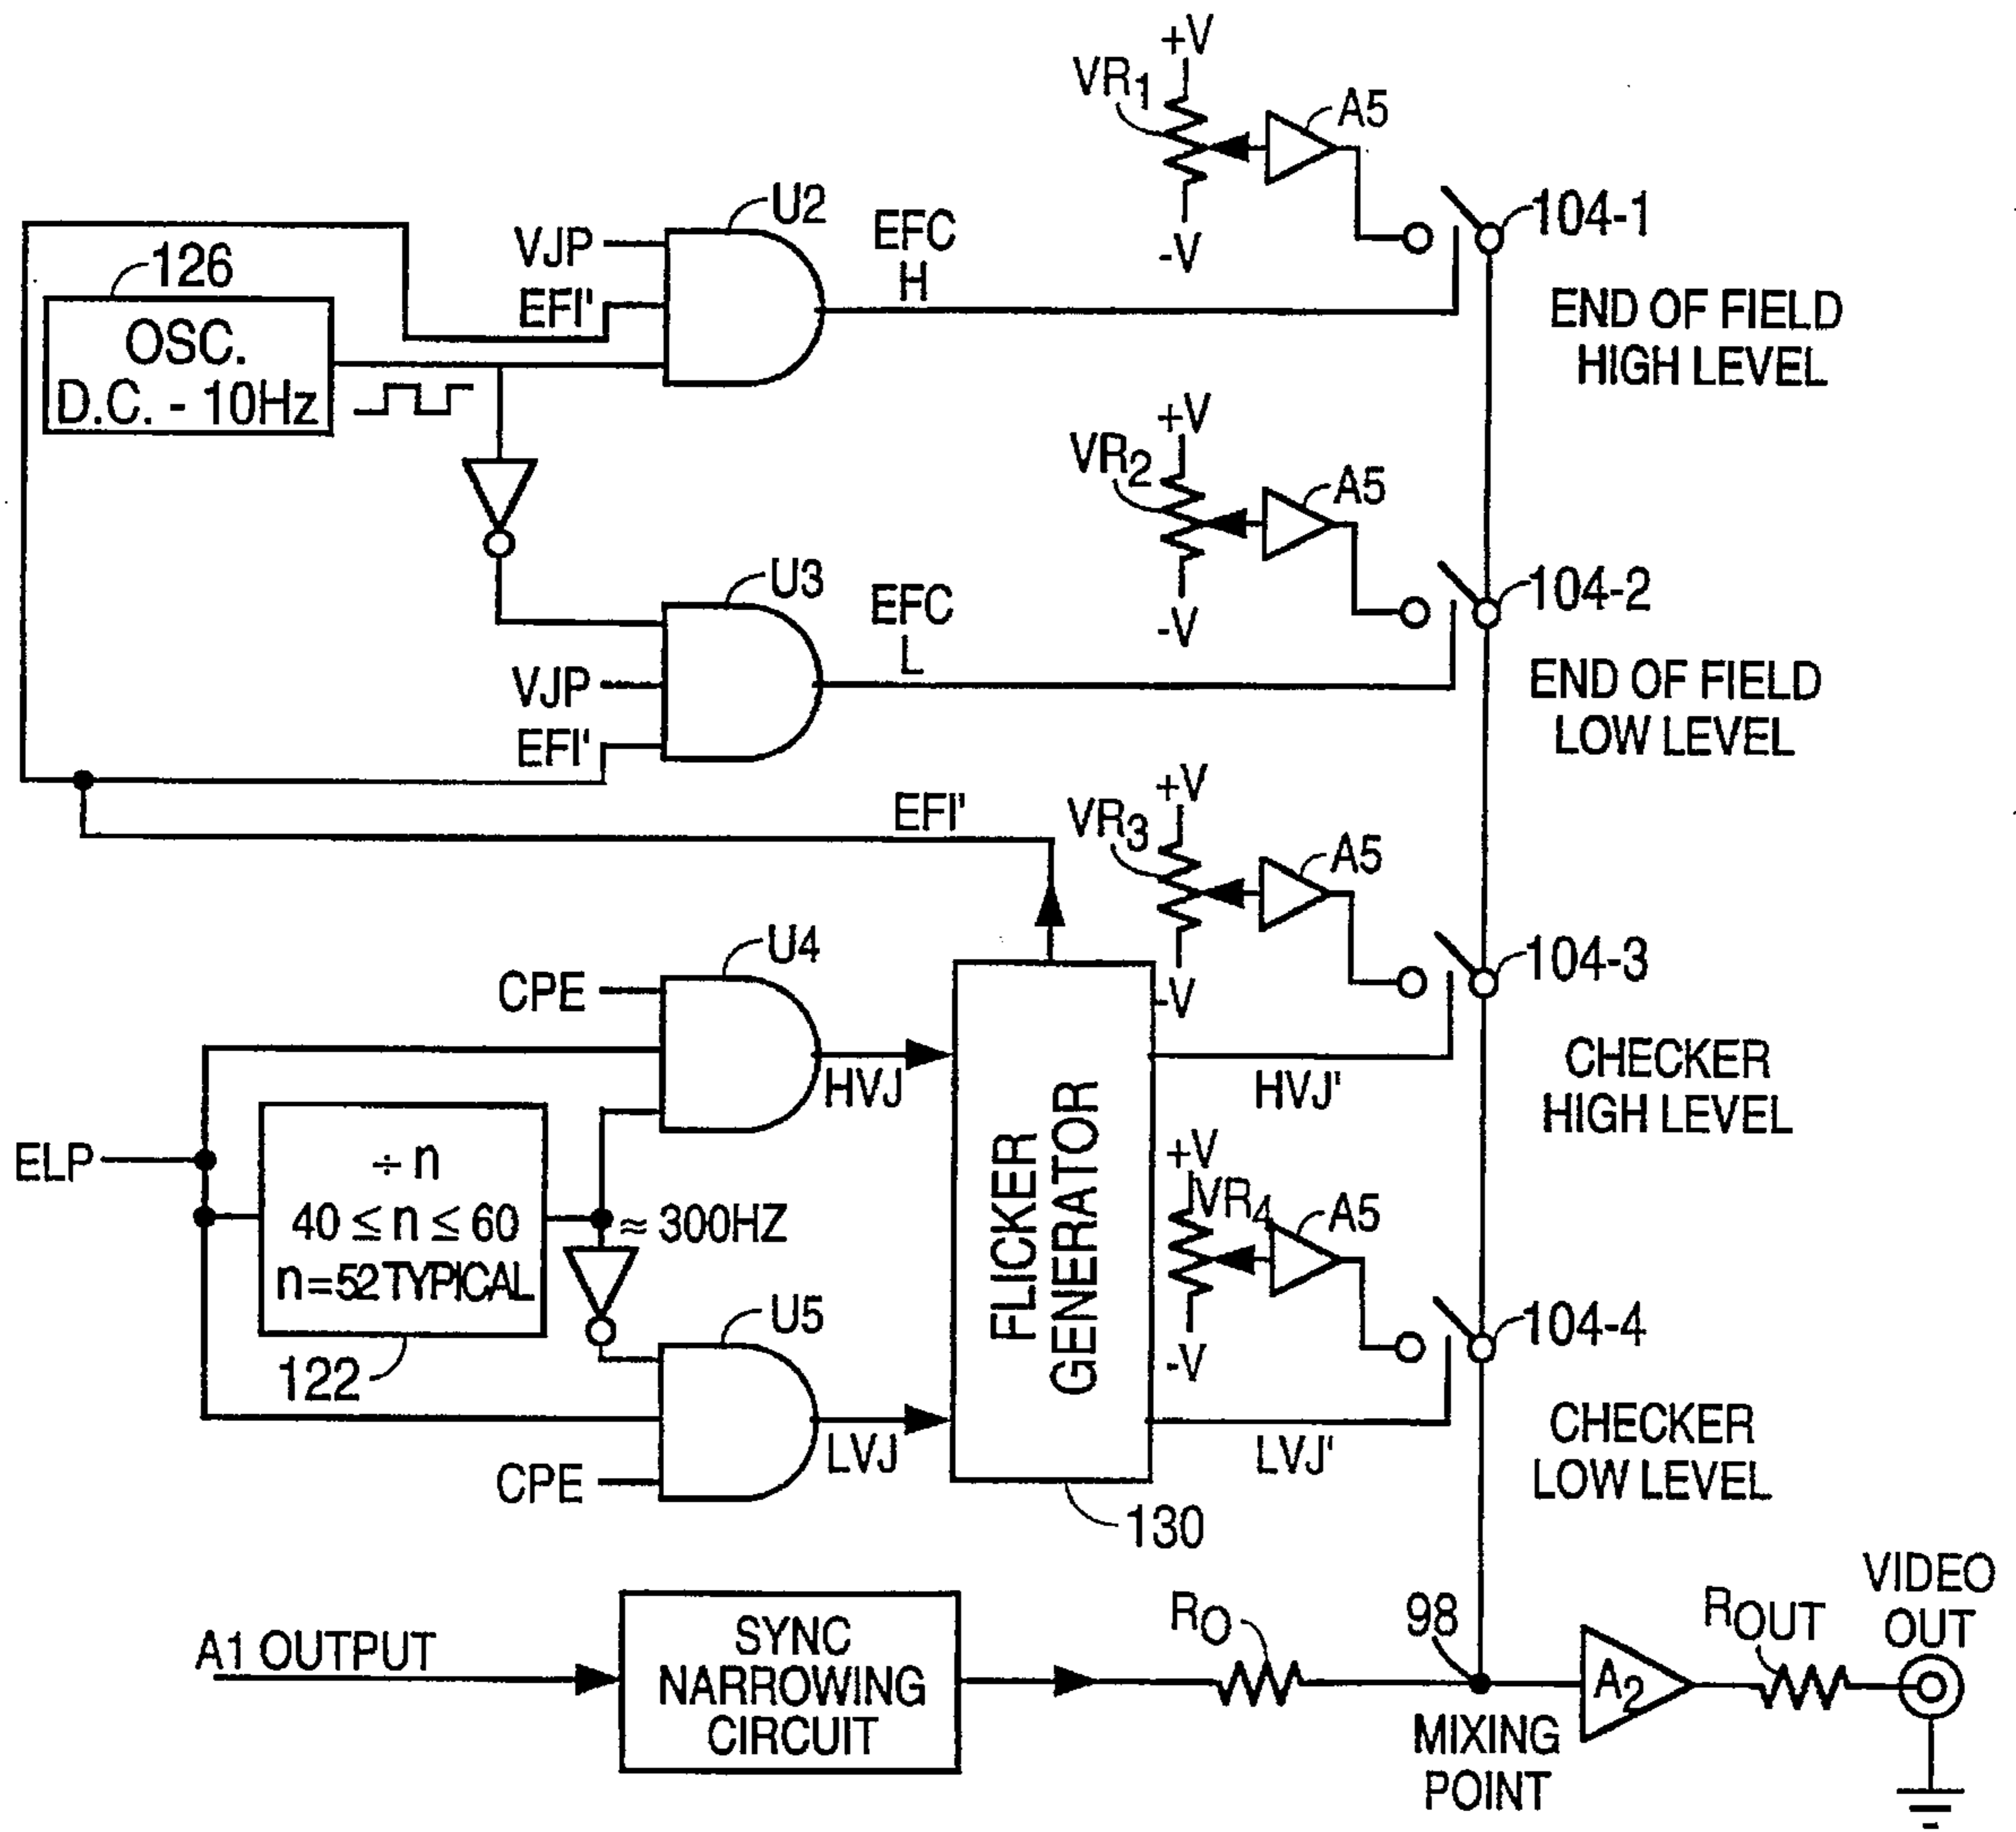 +V
VR1
A5
-V
104-1
END OF FIELD
HIGH LEVEL
U2
VJP
EFI'
EFC
H
126
OSC.
D.C. - 10Hz
+V
VR2
A5
-V
104-2
END OF FIELD
LOW LEVEL
U3
VJP
EFI'
EFC
L
EFI'
+V
VR3
A5
-V
104-3
CHECKER
HIGH LEVEL
U4
CPE
HVJ
HVJ'
ELP
÷ n
40 ≤ n ≤ 60
n=52 TYPICAL
122
≈ 300HZ
FLICKER
GENERATOR
130
+V
VR4
A5
-V
104-4
CHECKER
LOW LEVEL
U5
CPE
LVJ
LVJ'
A1 OUTPUT
SYNC
NARROWING
CIRCUIT
RO
98
MIXING
POINT
A2
ROUT
VIDEO
OUT